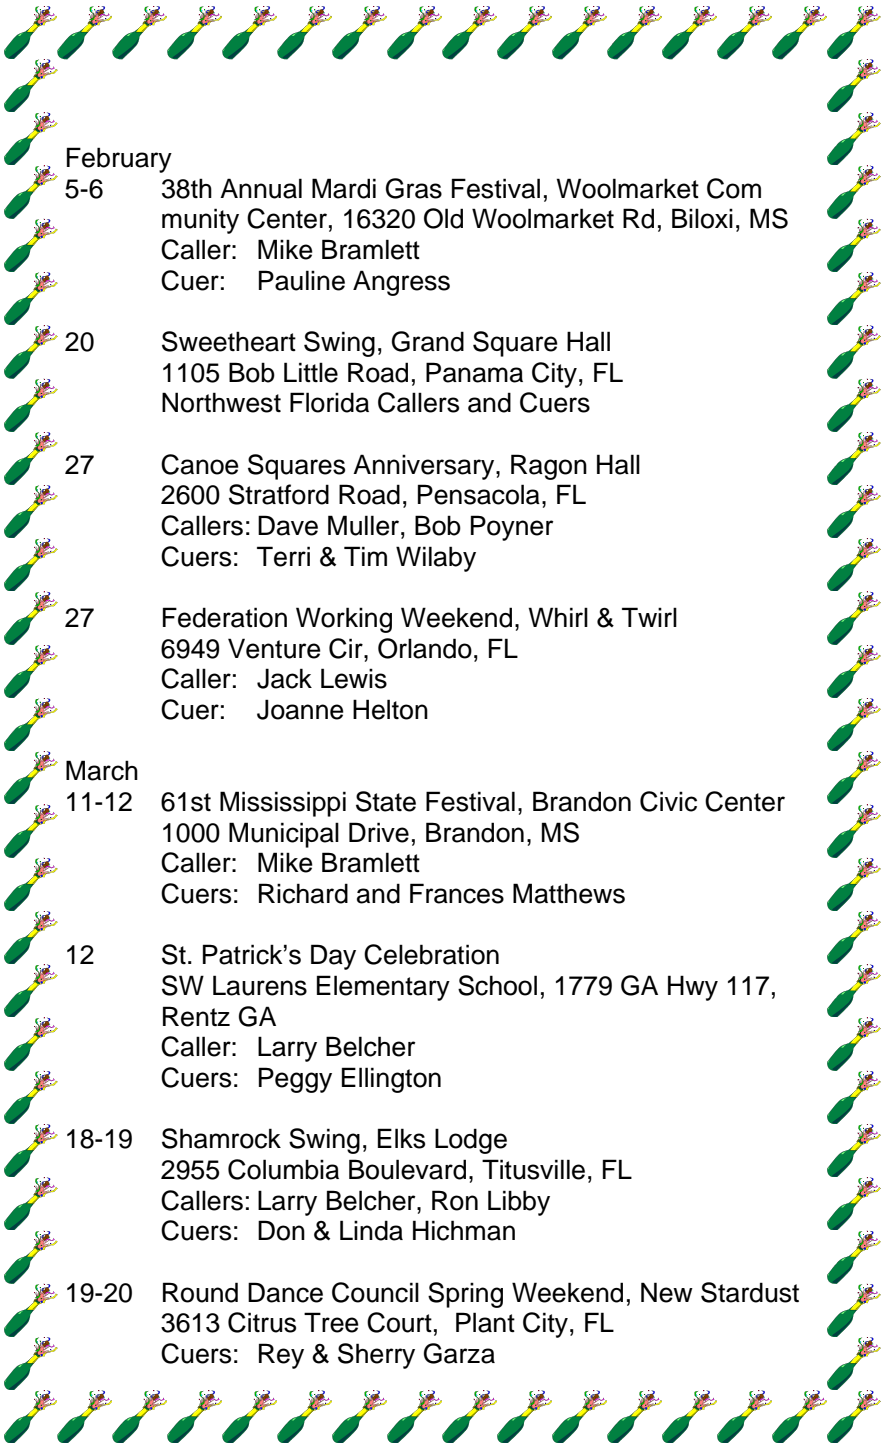 February
5-6 38th Annual Mardi Gras Festival, Woolmarket Com
munity Center, 16320 Old Woolmarket Rd, Biloxi, MS
Caller: Mike Bramlett
Cuer: Pauline Angress
20 Sweetheart Swing, Grand Square Hall
1105 Bob Little Road, Panama City, FL
Northwest Florida Callers and Cuers
27 Canoe Squares Anniversary, Ragon Hall
2600 Stratford Road, Pensacola, FL
Callers: Dave Muller, Bob Poyner
Cuers: Terri & Tim Wilaby
27 Federation Working Weekend, Whirl & Twirl
6949 Venture Cir, Orlando, FL
Caller: Jack Lewis
Cuer: Joanne Helton
March
11-12 61st Mississippi State Festival, Brandon Civic Center
1000 Municipal Drive, Brandon, MS
Caller: Mike Bramlett
Cuers: Richard and Frances Matthews
12 St. Patrick’s Day Celebration
SW Laurens Elementary School, 1779 GA Hwy 117,
Rentz GA
Caller: Larry Belcher
Cuers: Peggy Ellington
18-19 Shamrock Swing, Elks Lodge
2955 Columbia Boulevard, Titusville, FL
Callers: Larry Belcher, Ron Libby
Cuers: Don & Linda Hichman
19-20 Round Dance Council Spring Weekend, New Stardust
3613 Citrus Tree Court, Plant City, FL
Cuers: Rey & Sherry Garza